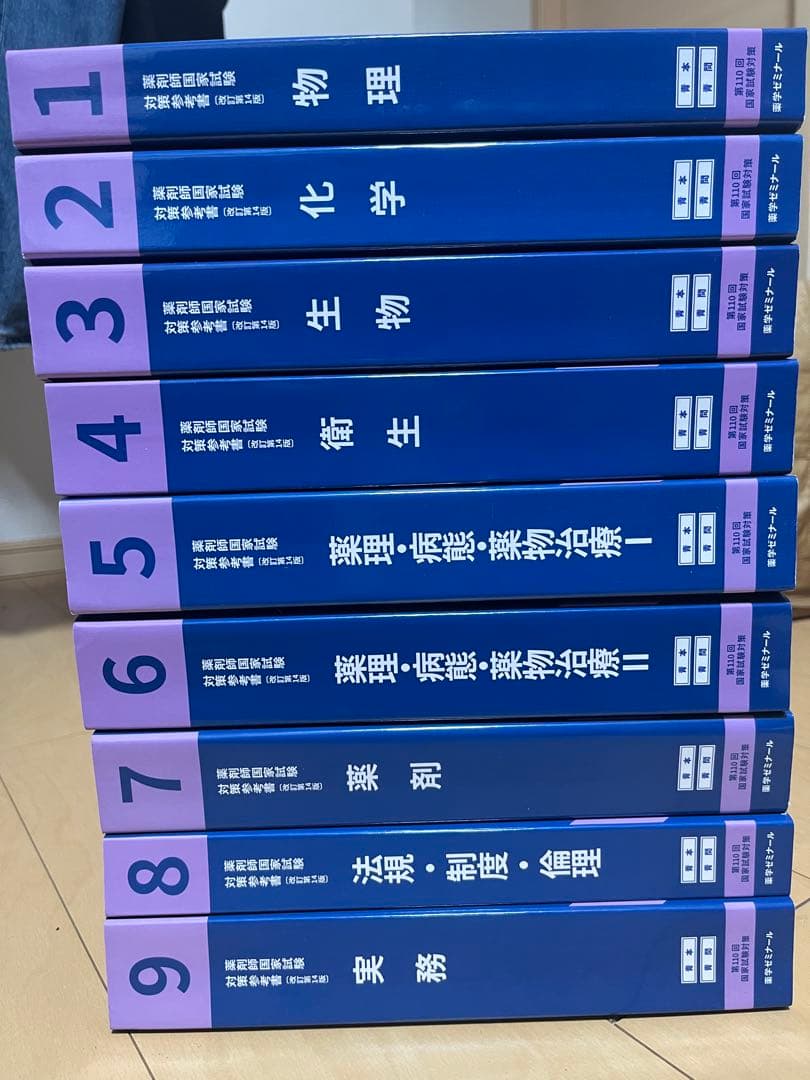 1
薬剤師国家試験
対策参考書〔改訂第14版〕
物理
青本
青問
第110回
国家試験対策
薬学ゼミナール
2
薬剤師国家試験
対策参考書〔改訂第14版〕
化学
青本
青問
第110回
国家試験対策
薬学ゼミナール
3
薬剤師国家試験
対策参考書〔改訂第14版〕
生物
青本
青問
第110回
国家試験対策
薬学ゼミナール
4
薬剤師国家試験
対策参考書〔改訂第14版〕
衛生
青本
青問
第110回
国家試験対策
薬学ゼミナール
5
薬剤師国家試験
対策参考書〔改訂第14版〕
薬理・病態・薬物治療Ⅰ
青本
青問
第110回
国家試験対策
薬学ゼミナール
6
薬剤師国家試験
対策参考書〔改訂第14版〕
薬理・病態・薬物治療Ⅱ
青本
青問
第110回
国家試験対策
薬学ゼミナール
7
薬剤師国家試験
対策参考書〔改訂第14版〕
薬剤
青本
青問
第110回
国家試験対策
薬学ゼミナール
8
薬剤師国家試験
対策参考書〔改訂第14版〕
法規・制度・倫理
青本
青問
第110回
国家試験対策
薬学ゼミナール
9
薬剤師国家試験
対策参考書〔改訂第14版〕
実務
青本
青問
第110回
国家試験対策
薬学ゼミナール